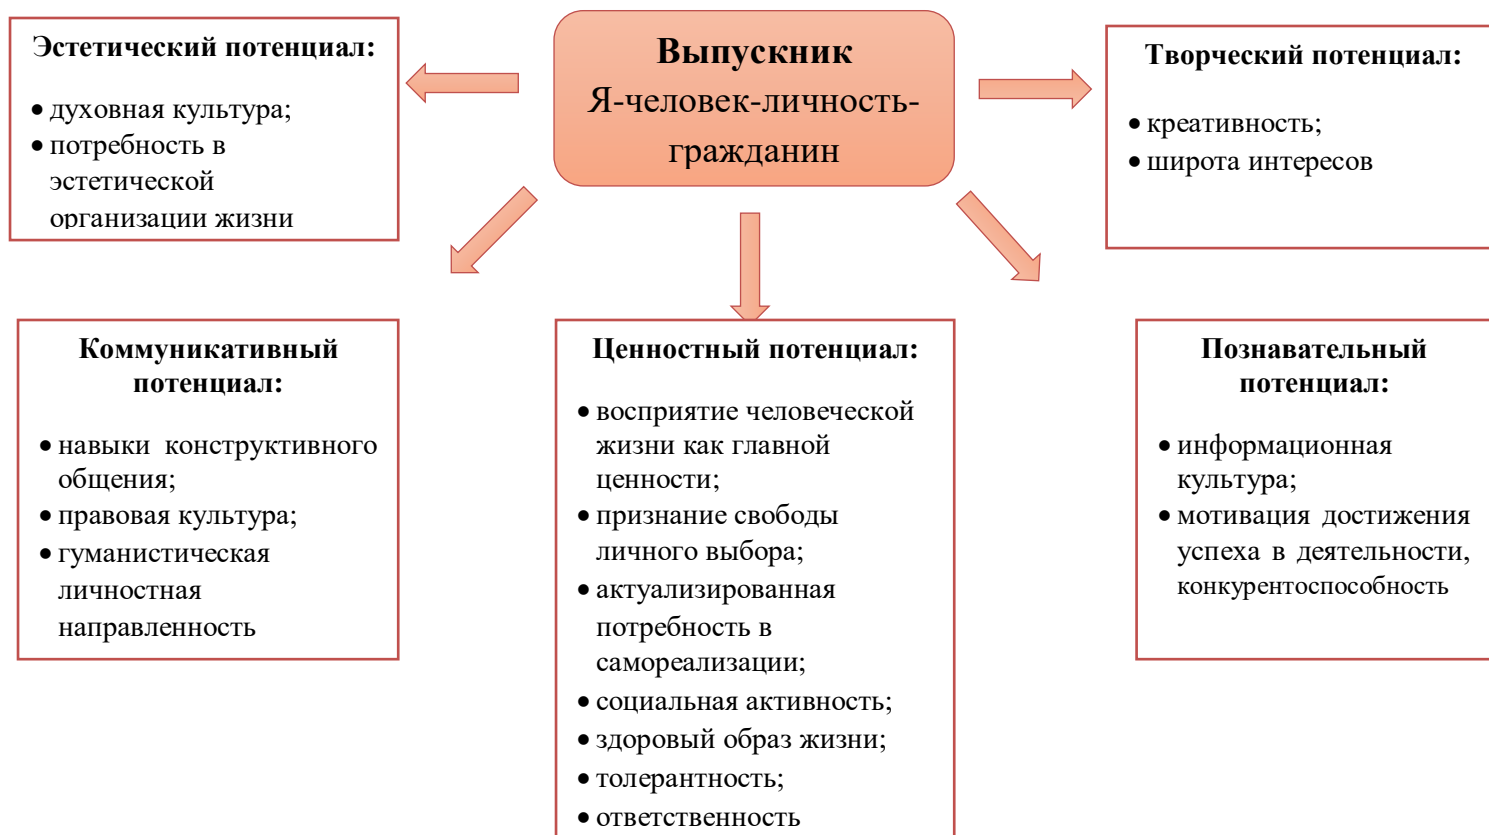 Эстетический потенциал:
• духовная культура;
• потребность в
эстетической
организации жизни
Выпускник
Я-человек-личность-
гражданин
Творческий потенциал:
• креативность;
• широта интересов
Коммуникативный
потенциал:
• навыки конструктивного
общения;
• правовая культура;
• гуманистическая
личностная
направленность
Ценностный потенциал:
• восприятие человеческой
жизни как главной
ценности;
• признание свободы
личного выбора;
• актуализированная
потребность в
самореализации;
• социальная активность;
• здоровый образ жизни;
• толерантность;
• ответственность
Познавательный
потенциал:
• информационная
культура;
• мотивация достижения
успеха в деятельности,
конкурентоспособность